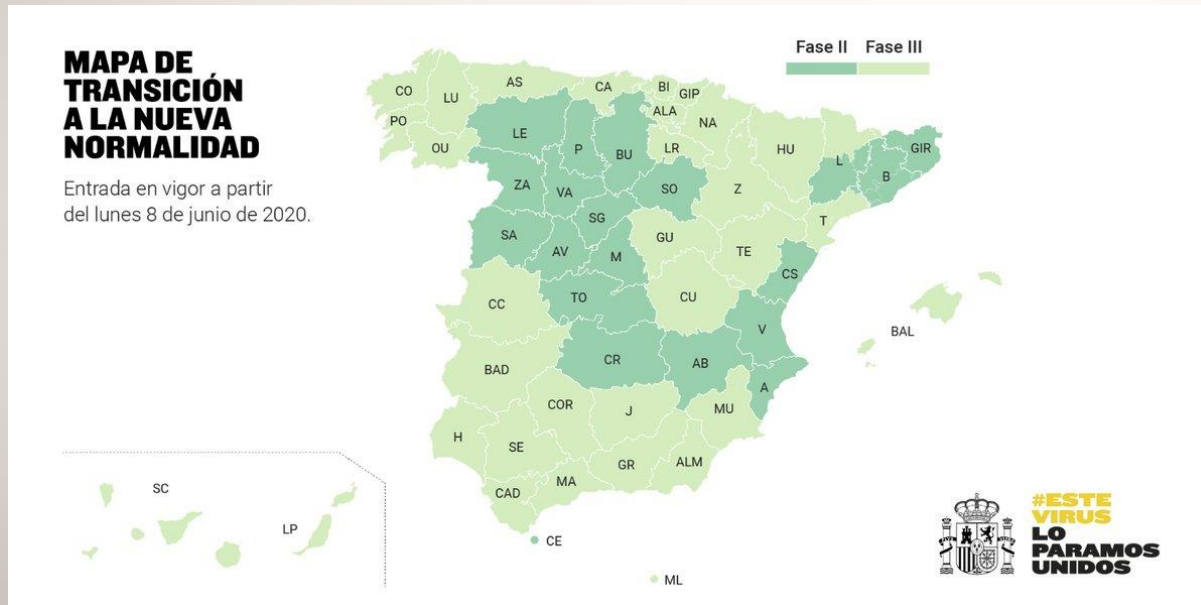 MAPA DE
TRANSICIÓN
A LA NUEVA
NORMALIDAD
Entrada en vigor a partir
del lunes 8 de junio de 2020.
Fase II Fase III
CO
LU
AS
CA
BI
GIP
PO
OU
ALA
NA
LE
P
BU
LR
HU
L
B
GIR
ZA
VA
SO
Z
SG
T
SA
AV
M
GU
TE
CS
CC
TO
CU
V
BAL
BAD
CR
AB
A
COR
J
MU
H
SE
GR
ALM
CAD
MA
CE
ML
SC
LP
#ESTE
VIRUS
LO
PARAMOS
UNIDOS